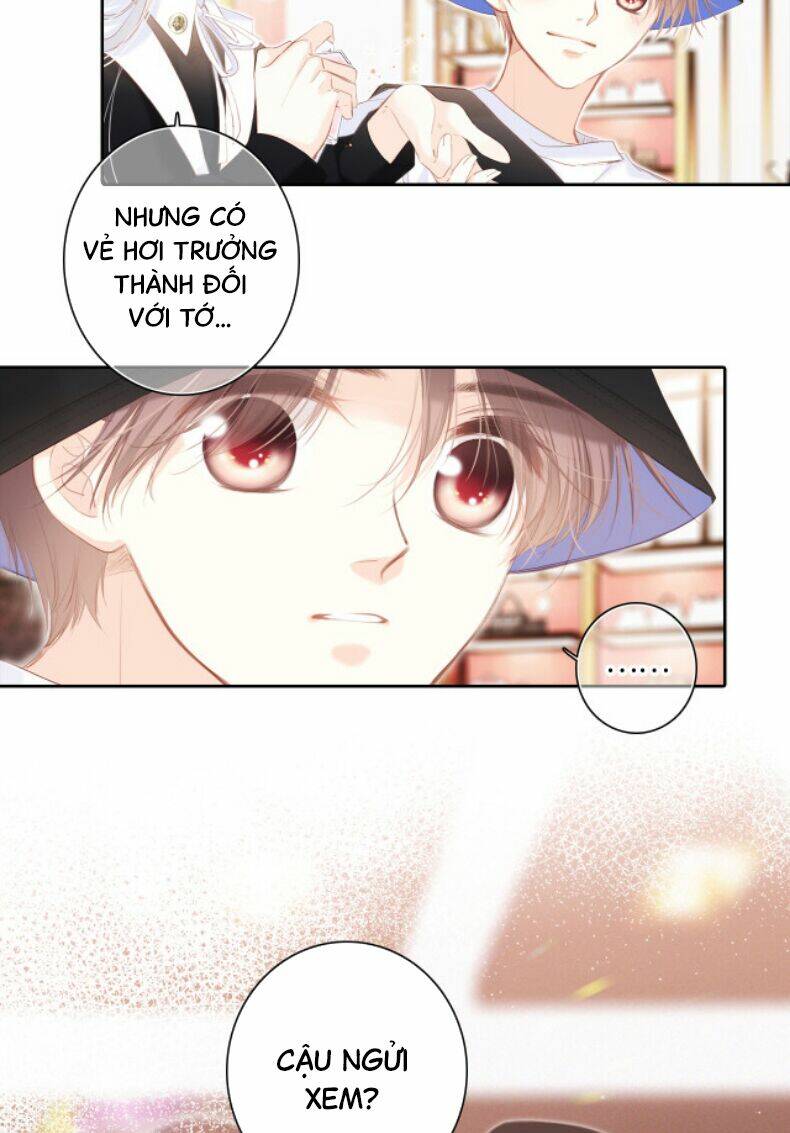 NHƯNG CÓ
VẺ HƠI TRƯỞNG
THÀNH ĐỐI
VỚI TỚ...
......
CẬU NGỬI
XEM?